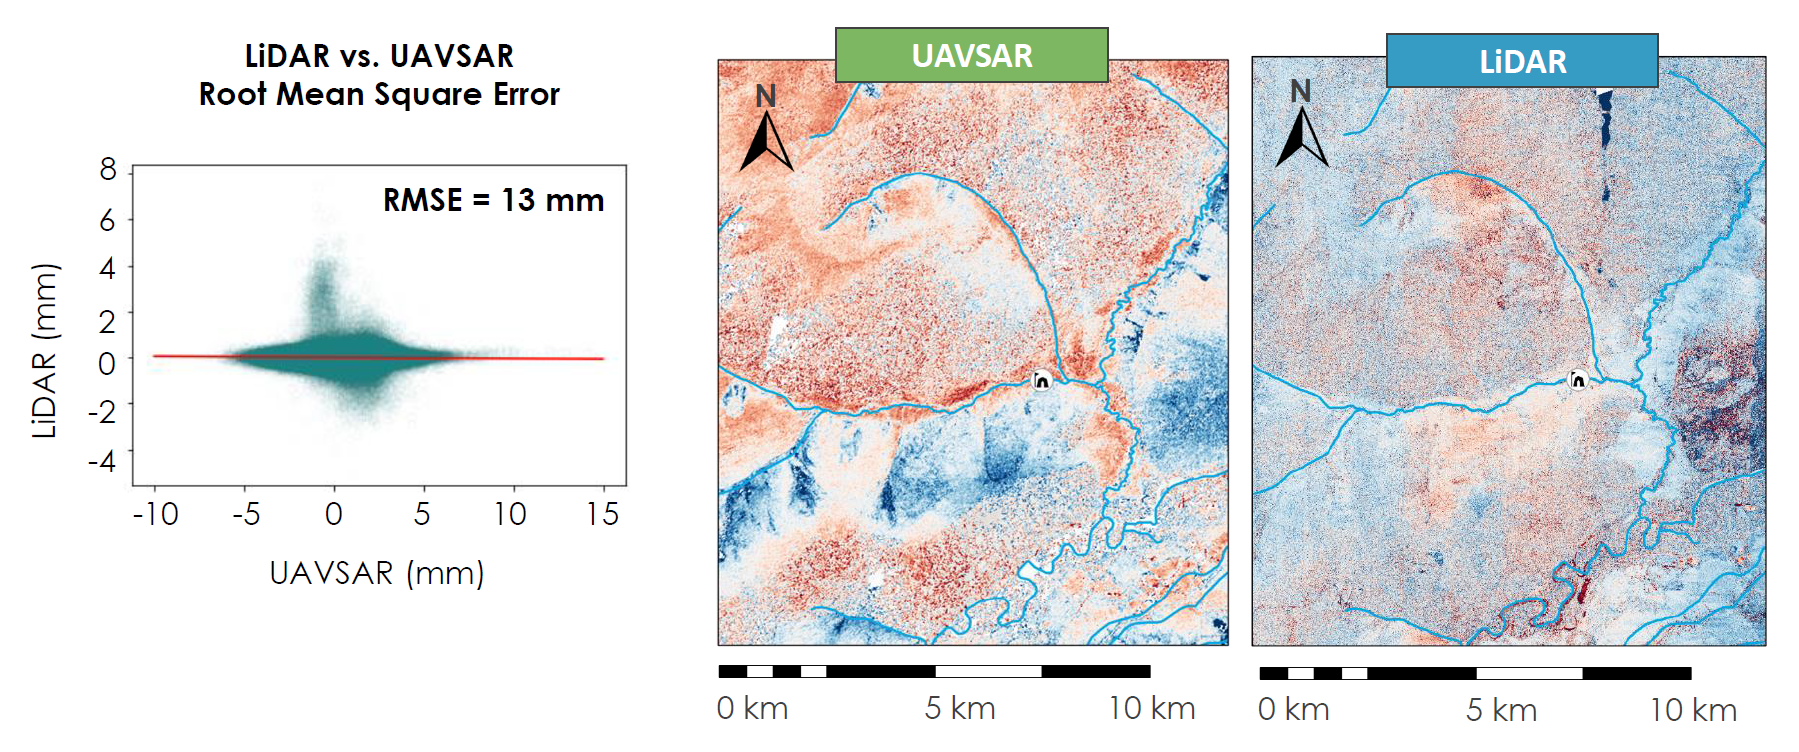 LiDAR vs. UAVSAR
Root Mean Square Error
RMSE = 13 mm
8
6
4
2
0
-2
-4
LiDAR (mm)
-10 -5 0 5 10 15
UAVSAR (mm)
UAVSAR
N
0 km 5 km 10 km
LiDAR
N
0 km 5 km 10 km